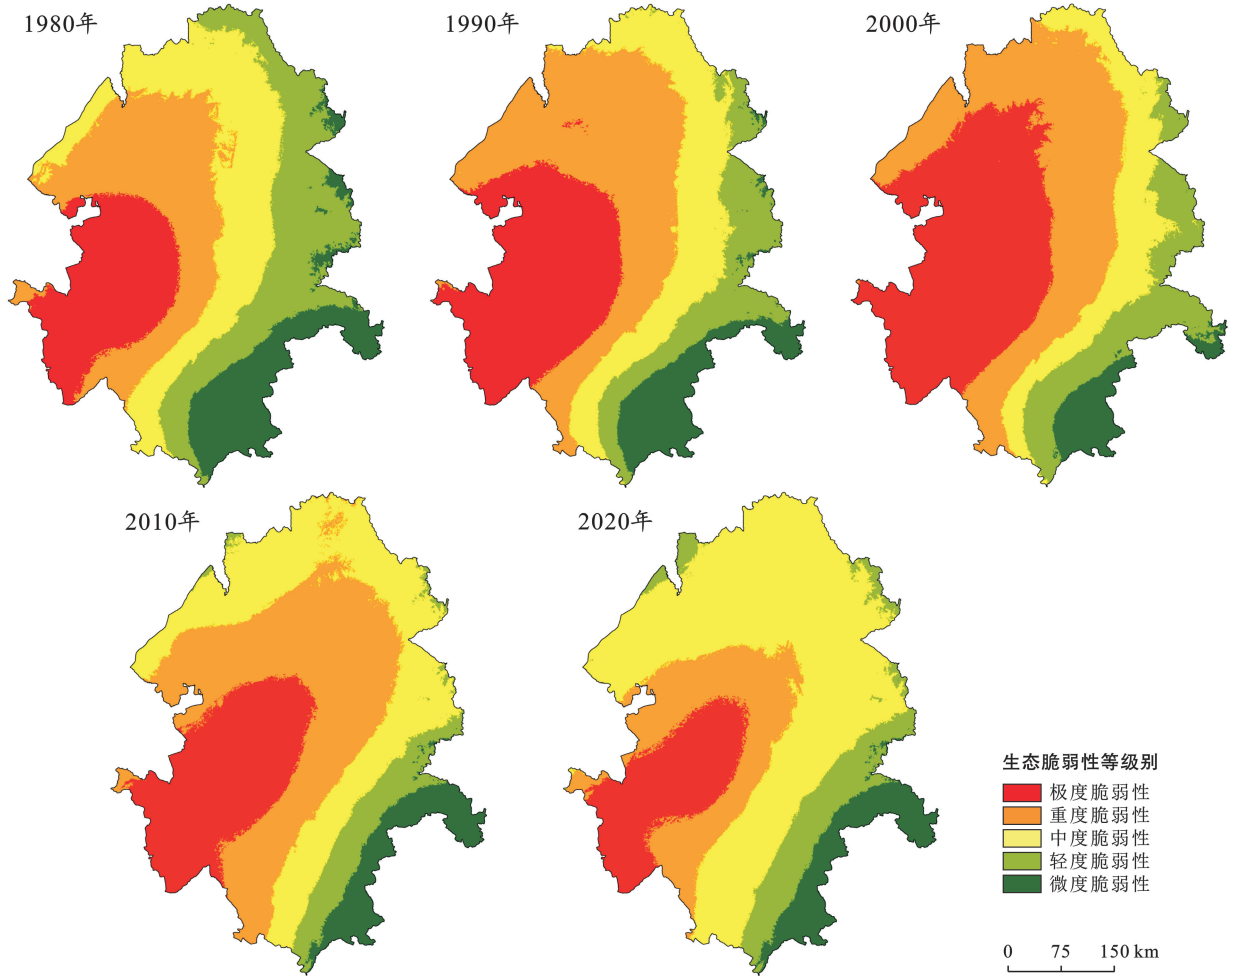 1980年
1990年
2000年
2010年
2020年
生态脆弱性等级别
极度脆弱性
重度脆弱性
中度脆弱性
轻度脆弱性
微度脆弱性
0 75 150 km